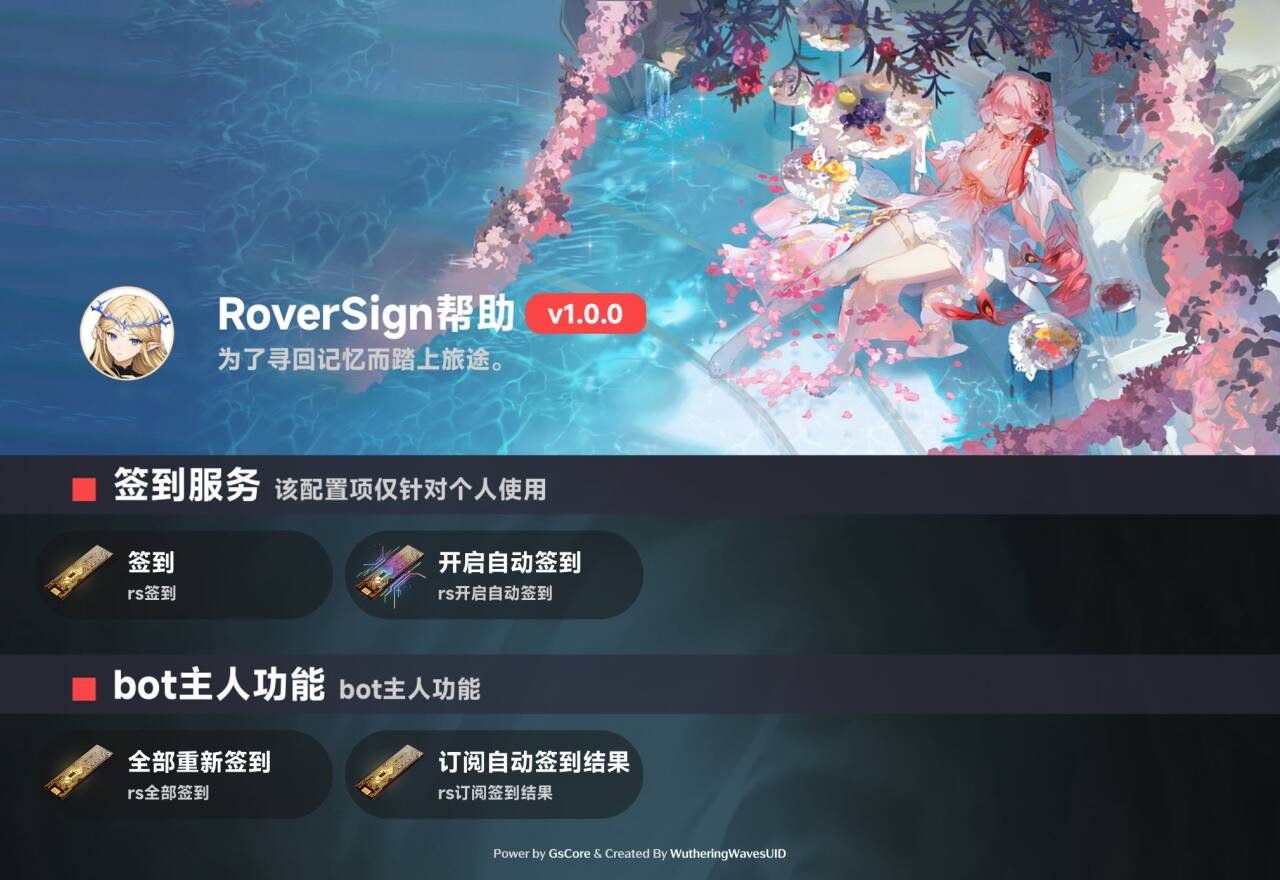 RoverSign帮助 v1.0.0
为了寻回记忆而踏上旅途。
签到服务 该配置项仅针对个人使用
签到 开启自动签到
rs签到 rs开启自动签到
bot主人功能 bot主人功能
全部重新签到 订阅自动签到结果
rs全部签到 rs订阅签到结果
Power by GsCore & Created By WutheringWavesUID